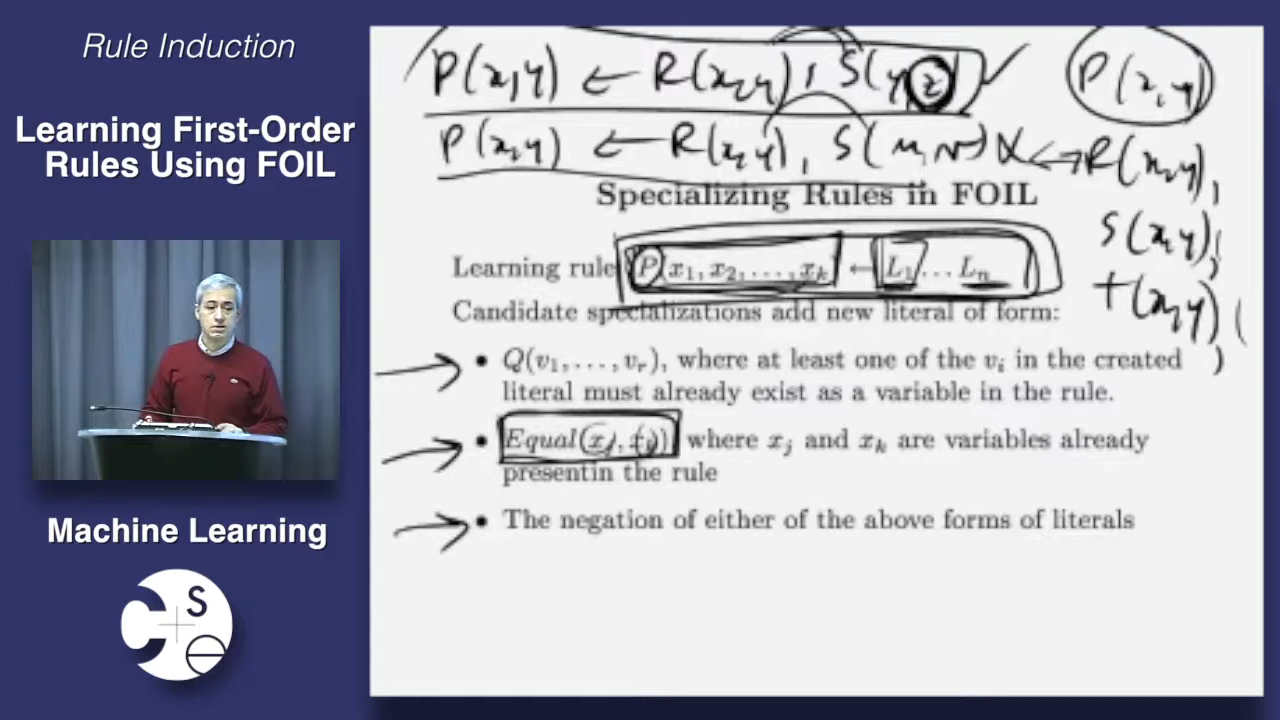 Rule Induction
Learning First-Order
Rules Using FOIL
Machine Learning
C S e
P(x,y) ← R(x,y), S(y,z) ✓ P(x,y)
P(x,y) ← R(x,y), S(u,v) X ↔ R(x,y),
S(x,y),
T(x,y),
Specializing Rules in FOIL
Learning rule P(x₁, x₂, . . . , xₖ) ← L₁ . . . Lₙ
Candidate specializations add new literal of form:
• Q(v₁, . . . , vᵣ), where at least one of the vᵢ in the created
literal must already exist as a variable in the rule.
• Equal(xⱼ, xₖ), where xⱼ and xₖ are variables already
presentin the rule
• The negation of either of the above forms of literals